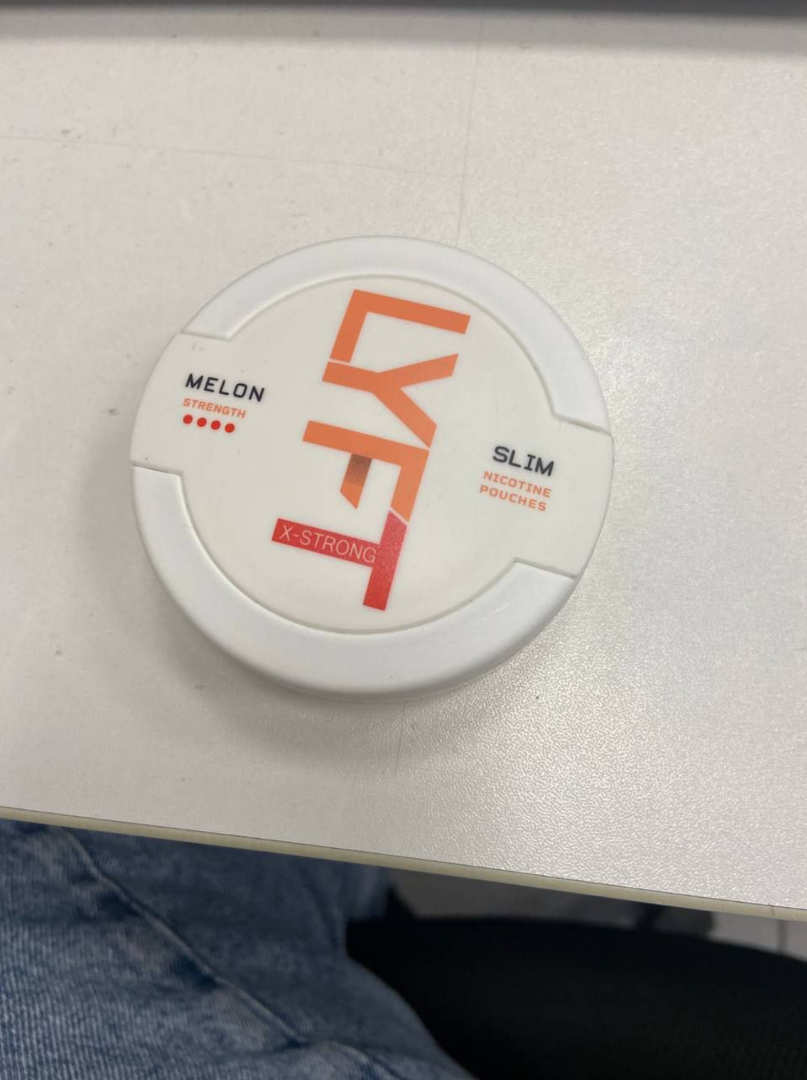 LYFT
X-STRONG
MELON
STRENGTH
SLIM
NICOTINE
POUCHES